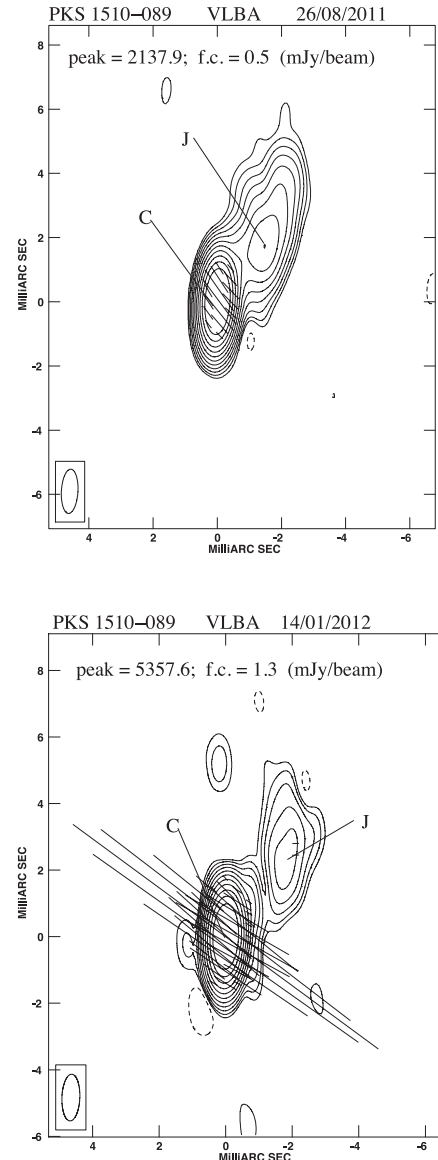 PKS 1510–089 VLBA 26/08/2011
peak = 2137.9; f.c. = 0.5 (mJy/beam)
8
6
4
2
0
-2
-4
-6
MilliARC SEC
J
C
4 2 0 -2 -4 -6
MilliARC SEC
PKS 1510–089 VLBA 14/01/2012
peak = 5357.6; f.c. = 1.3 (mJy/beam)
8
6
4
2
0
-2
-4
-6
MilliARC SEC
C
J
4 2 0 -2 -4 -6
MilliARC SEC